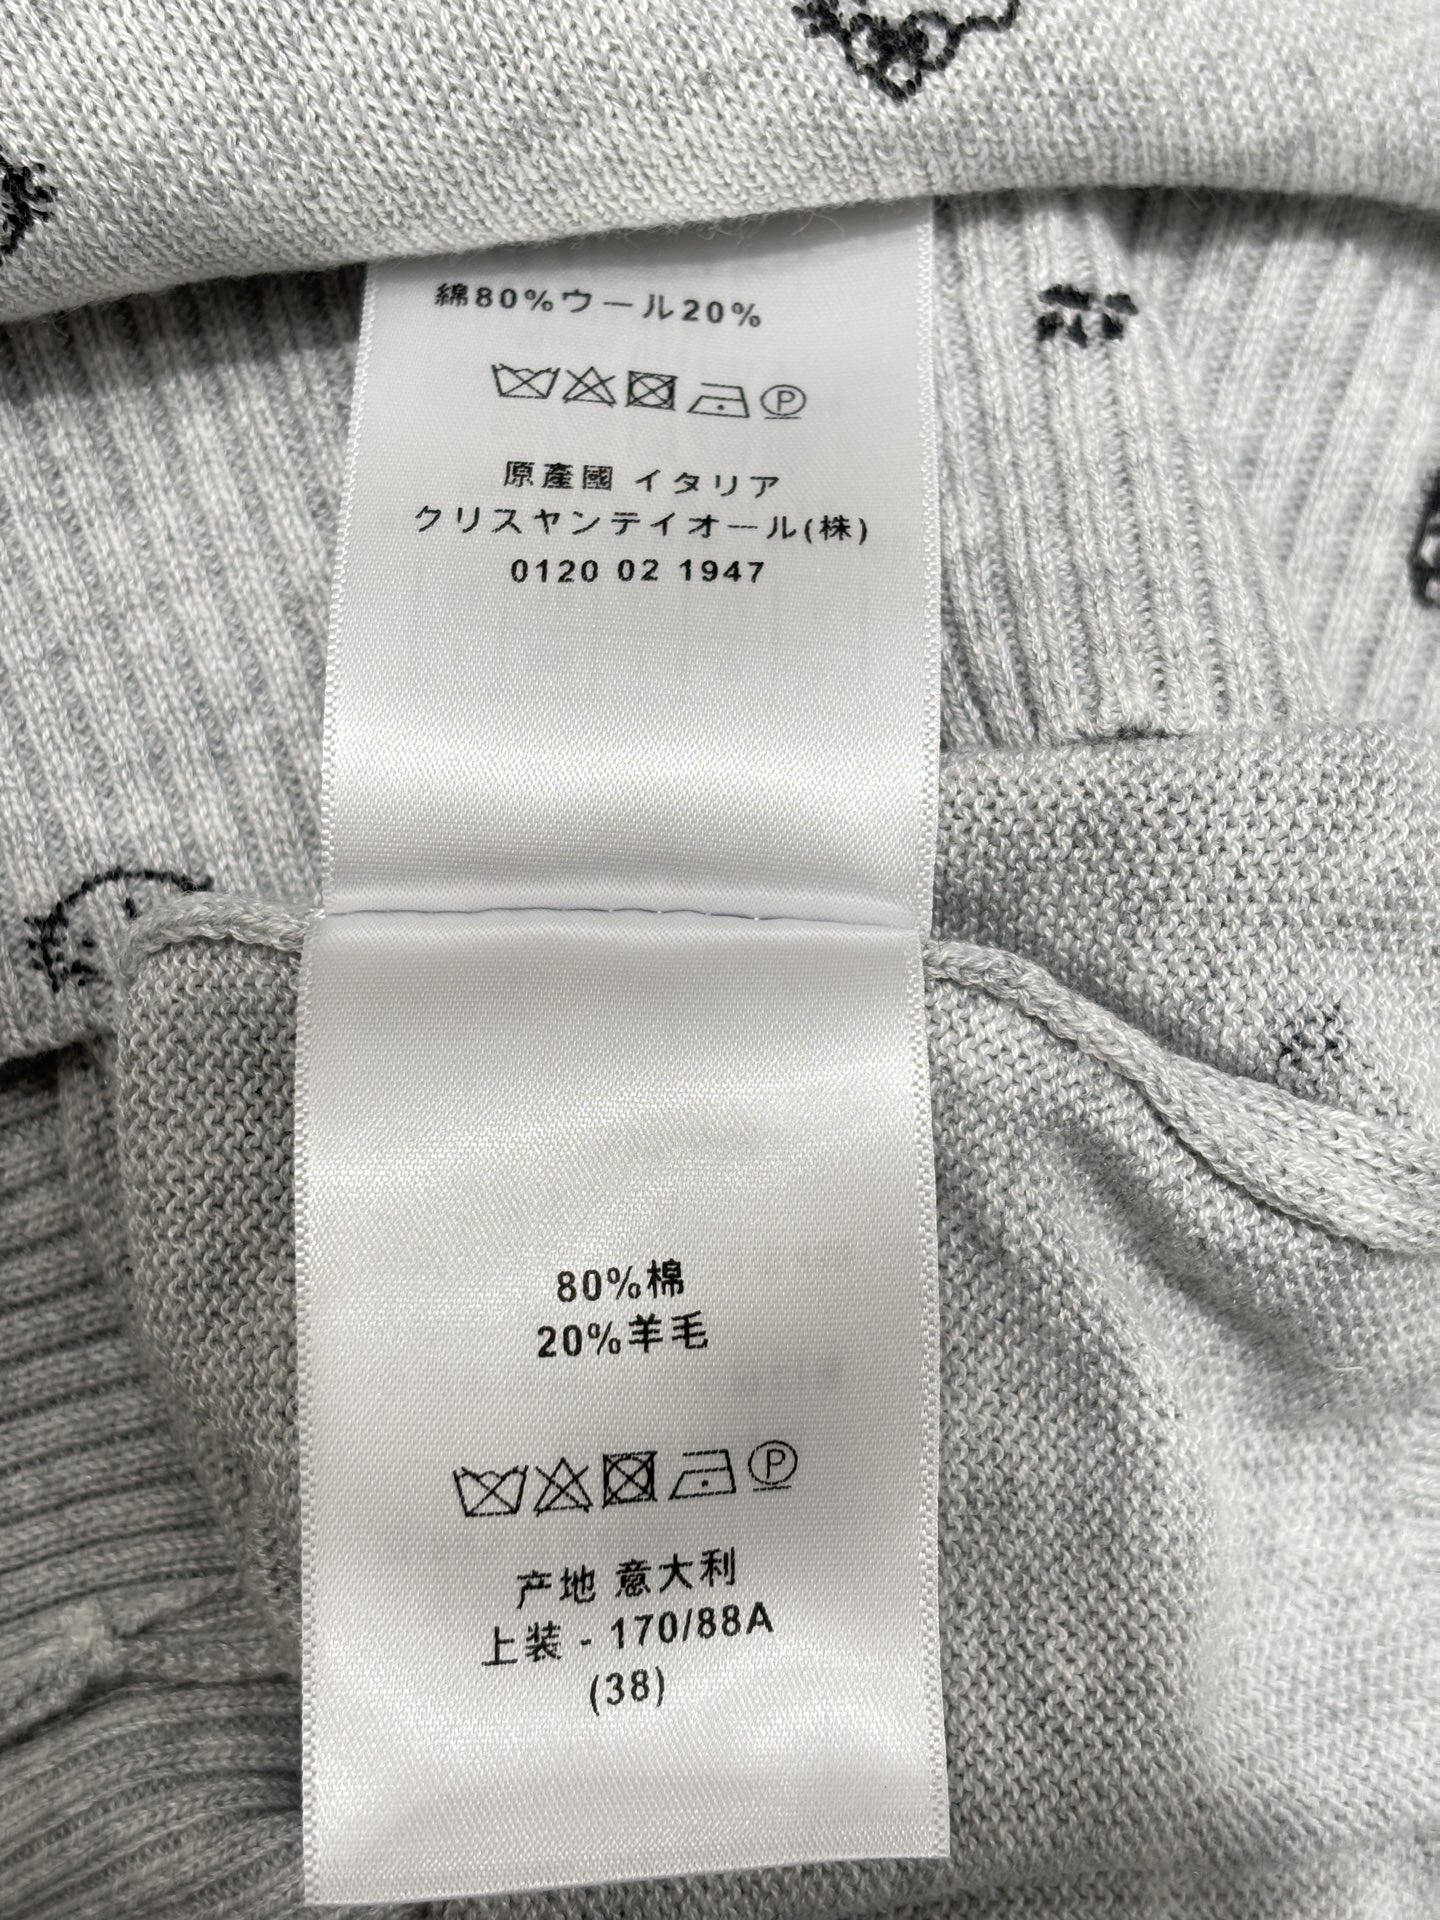 綿80%ウール20%
P
原産國 イタリア
クリスヤンテイオール(株)
0120 02 1947
80%棉
20%羊毛
P
产地 意大利
上装 - 170/88A
(38)